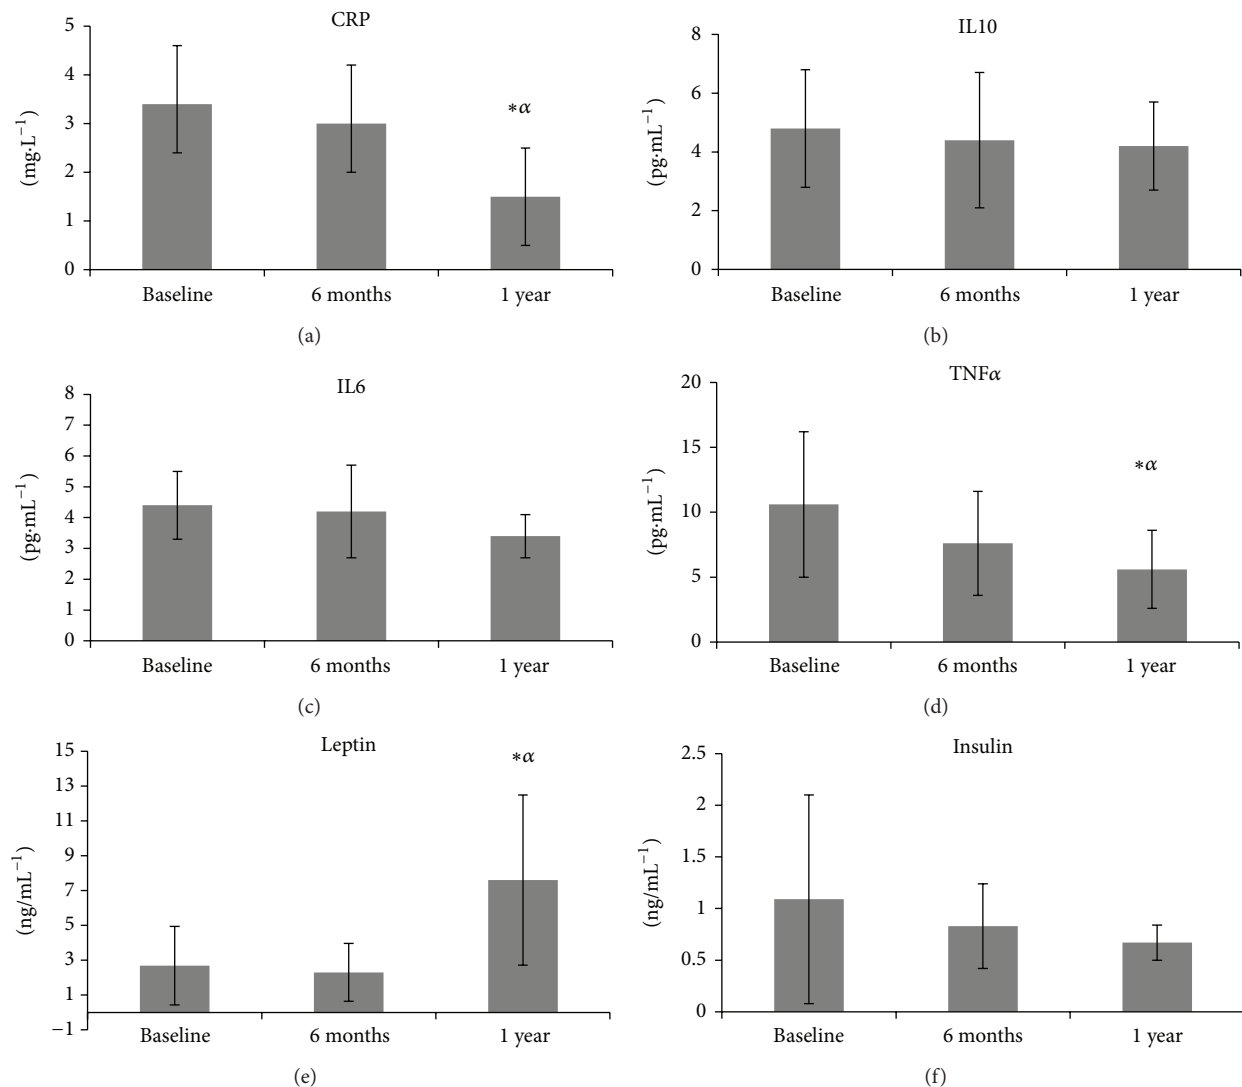 CRP
5
4
3
2
1
0
(mg·L⁻¹)
*α
Baseline 6 months 1 year
(a)
IL10
8
6
4
2
0
(pg·mL⁻¹)
Baseline 6 months 1 year
(b)
IL6
8
7
6
5
4
3
2
1
0
(pg·mL⁻¹)
Baseline 6 months 1 year
(c)
TNFα
20
15
10
5
0
(pg·mL⁻¹)
*α
Baseline 6 months 1 year
(d)
Leptin
15
13
11
9
7
5
3
1
−1
(ng/mL⁻¹)
*α
Baseline 6 months 1 year
(e)
Insulin
2.5
2
1.5
1
0.5
0
(ng/mL⁻¹)
Baseline 6 months 1 year
(f)